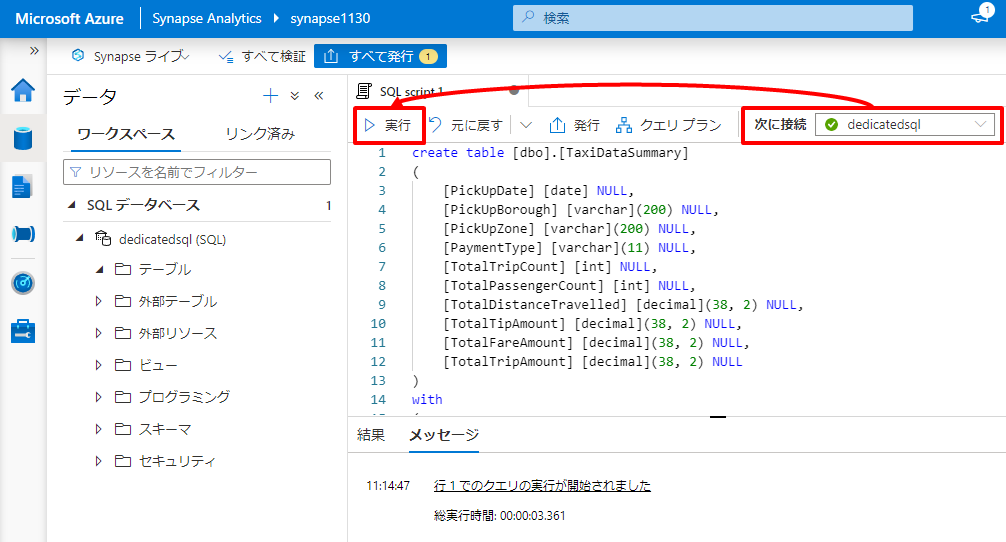 Microsoft Azure Synapse Analytics synapse1130 検索 1
Synapse ライブ すべて検証 すべて発行 1
データ
ワークスペース リンク済み
リソースを名前でフィルター
SQL データベース 1
dedicatedsql (SQL)
テーブル
外部テーブル
外部リソース
ビュー
プログラミング
スキーマ
セキュリティ
SQL script 1
実行 元に戻す 発行 クエリ プラン 次に接続 dedicatedsql
1 create table [dbo].[TaxiDataSummary]
2 (
3 [PickUpDate] [date] NULL,
4 [PickUpBorough] [varchar](200) NULL,
5 [PickUpZone] [varchar](200) NULL,
6 [PaymentType] [varchar](11) NULL,
7 [TotalTripCount] [int] NULL,
8 [TotalPassengerCount] [int] NULL,
9 [TotalDistanceTravelled] [decimal](38, 2) NULL,
10 [TotalTipAmount] [decimal](38, 2) NULL,
11 [TotalFareAmount] [decimal](38, 2) NULL,
12 [TotalTripAmount] [decimal](38, 2) NULL
13 )
14 with
結果 メッセージ
11:14:47 行 1 でのクエリの実行が開始されました
総実行時間: 00:00:03.361